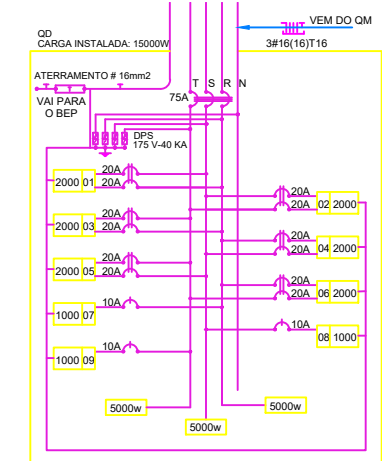 VEM DO QM
3#16(16)T16
QD
CARGA INSTALADA: 15000W
ATERRAMENTO # 16mm2
VAI PARA
O BEP
T S R N
75A
DPS
175 V-40 KA
20A
20A
2000 01
20A
20A
02 2000
20A
20A
2000 03
20A
20A
04 2000
20A
20A
2000 05
20A
20A
06 2000
10A
1000 07
10A
08 1000
10A
1000 09
5000w
5000w
5000w